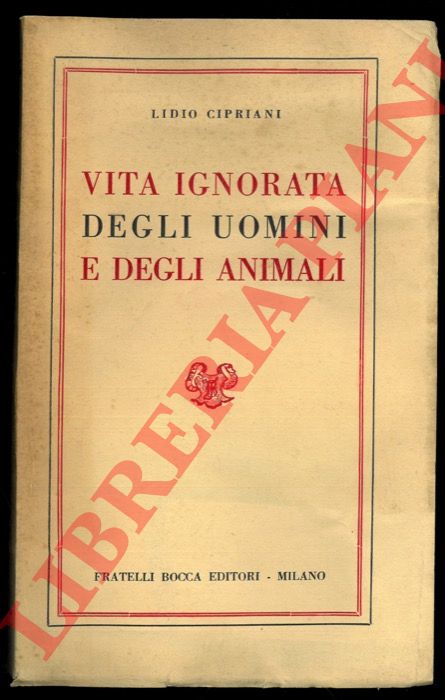 LIDIO CIPRIANI
VITA IGNORATA
DEGLI UOMINI
E DEGLI ANIMALI
FRATELLI BOCCA EDITORI - MILANO
LIBRERIA PIANI